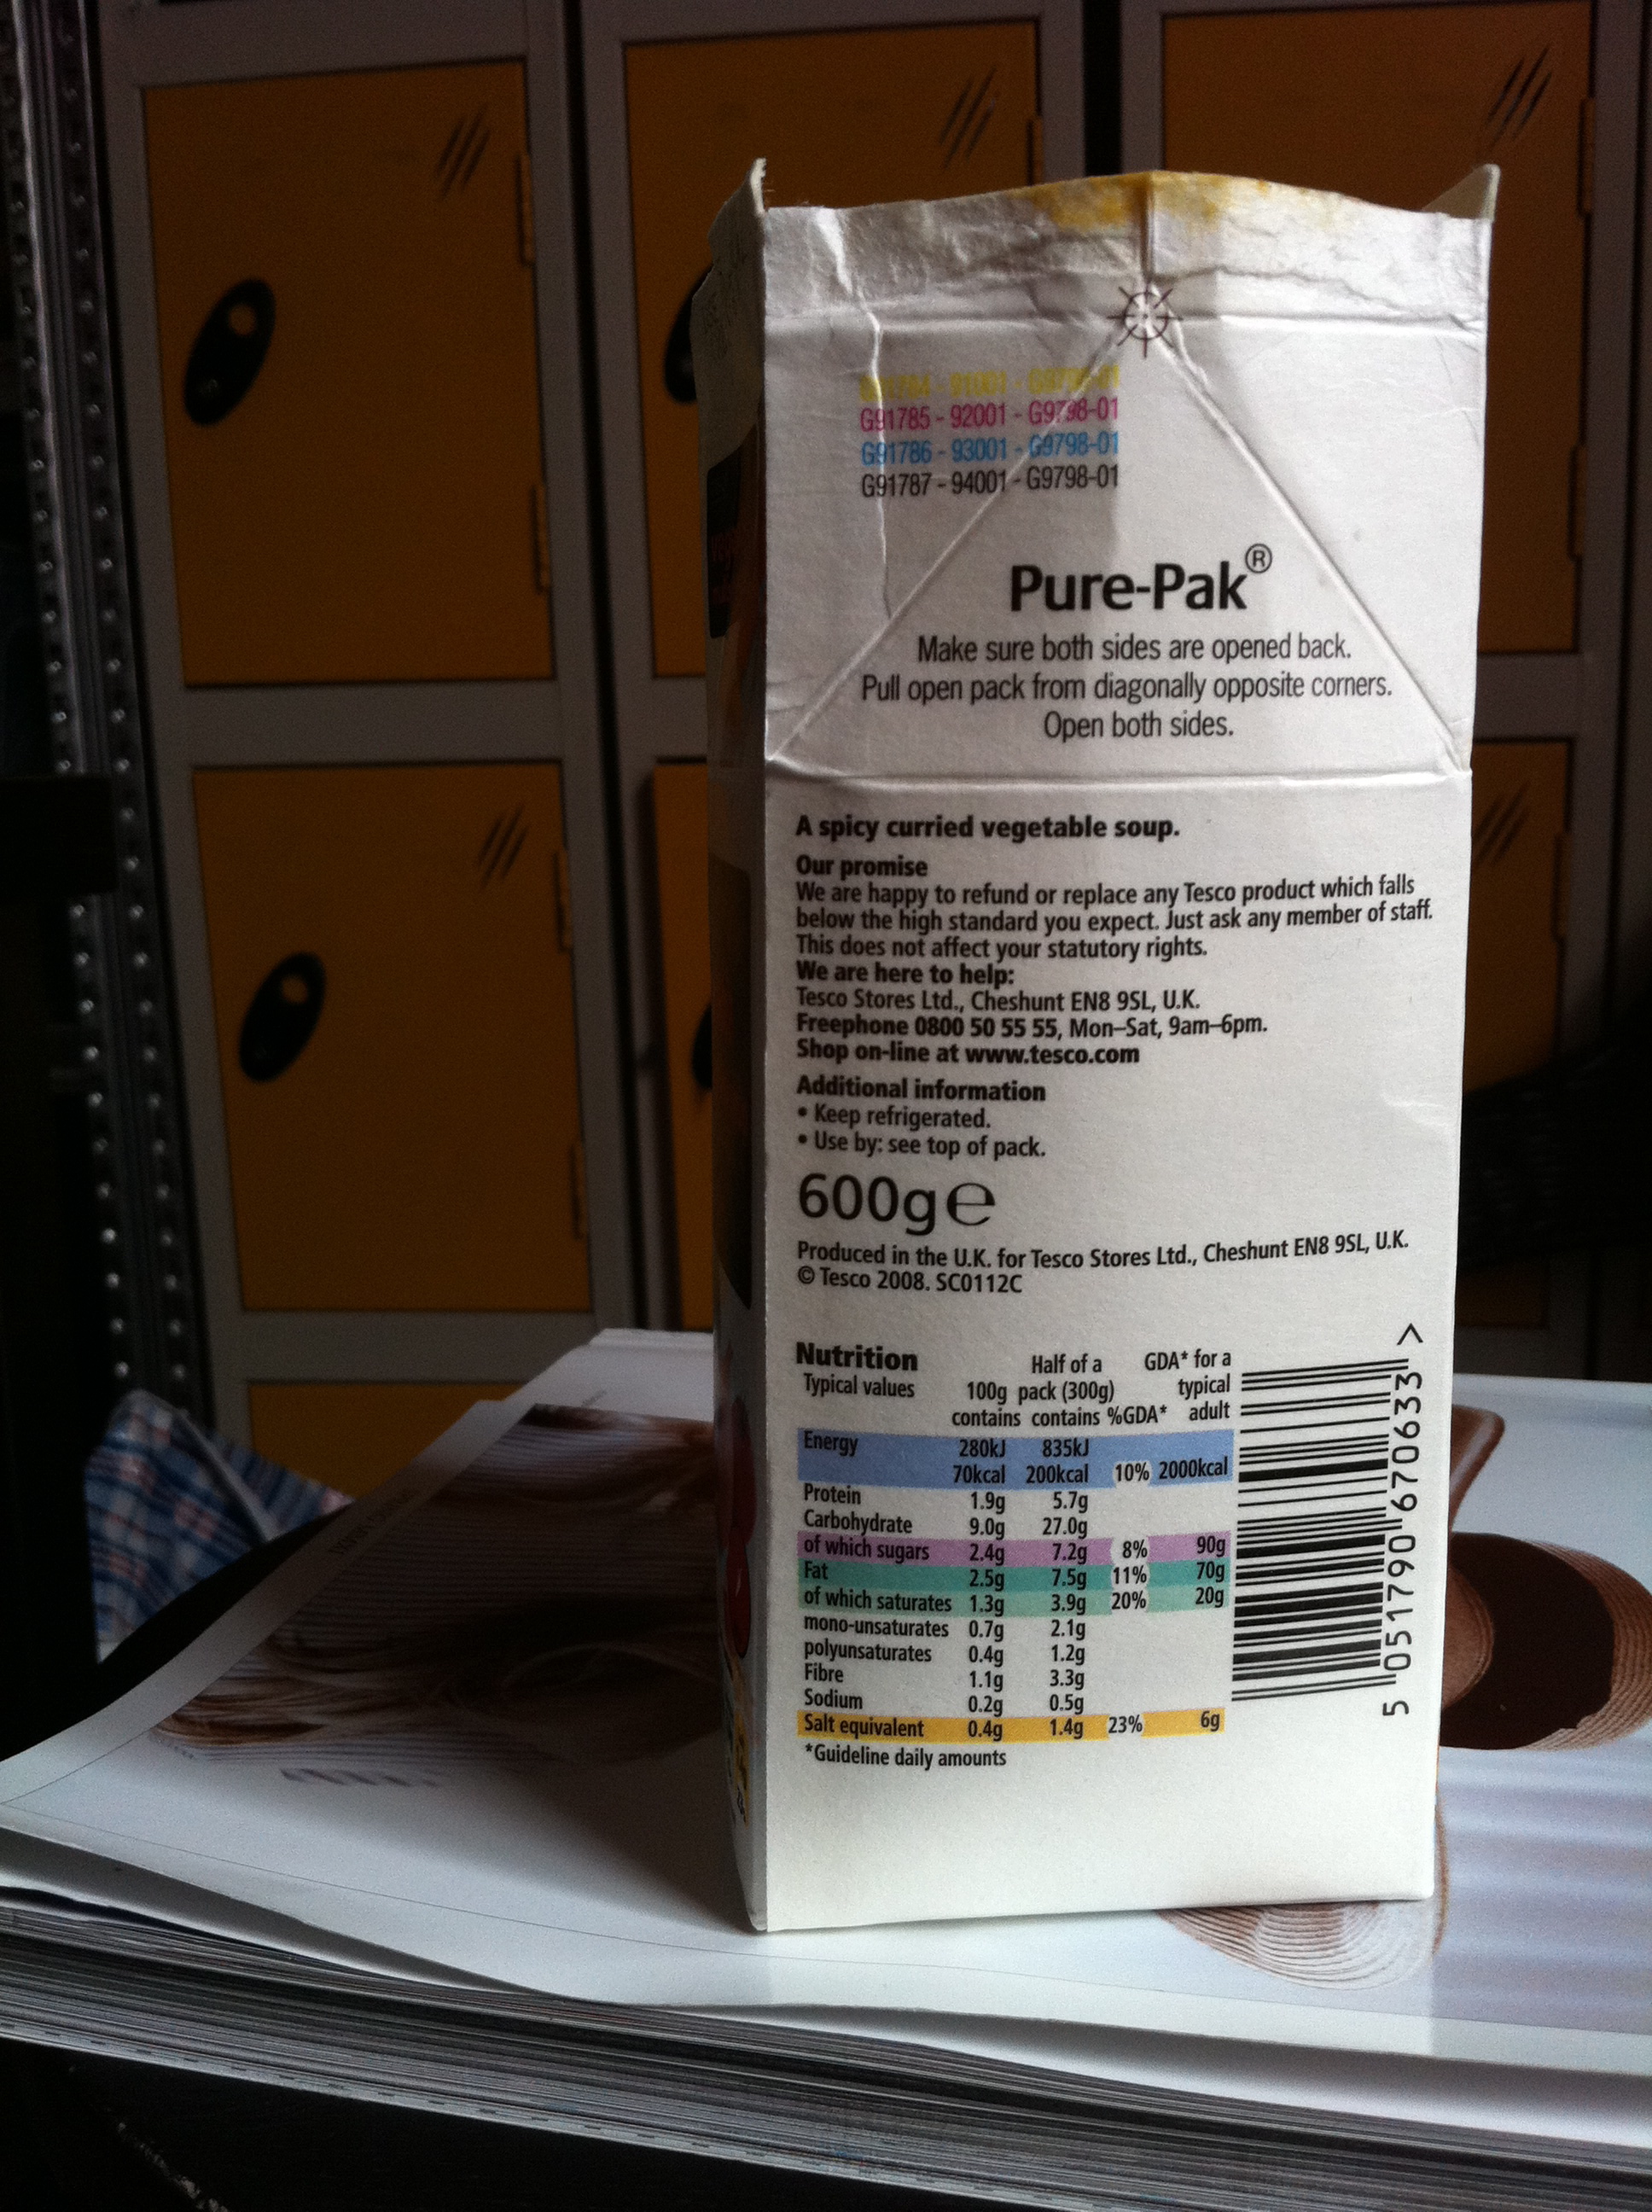 G91785 - 92001 - G9798-01
G91786 - 93001 - G9798-01
G91787 - 94001 - G9798-01
Pure-Pak®
Make sure both sides are opened back.
Pull open pack from diagonally opposite corners.
Open both sides.
A spicy curried vegetable soup.
Our promise
We are happy to refund or replace any Tesco product which falls
below the high standard you expect. Just ask any member of staff.
This does not affect your statutory rights.
We are here to help:
Tesco Stores Ltd., Cheshunt EN8 9SL, U.K.
Freephone 0800 50 55 55, Mon–Sat, 9am–6pm.
Shop on-line at www.tesco.com
Additional information
• Keep refrigerated.
• Use by: see top of pack.
600g℮
Produced in the U.K. for Tesco Stores Ltd., Cheshunt EN8 9SL, U.K.
© Tesco 2008. SC0112C
Nutrition Half of a GDA* for a
Typical values 100g pack (300g) typical
contains contains %GDA* adult
Energy 280kJ 835kJ
70kcal 200kcal 10% 2000kcal
Protein 1.9g 5.7g
Carbohydrate 9.0g 27.0g
of which sugars 2.4g 7.2g 8% 90g
Fat 2.5g 7.5g 11% 70g
of which saturates 1.3g 3.9g 20% 20g
mono-unsaturates 0.7g 2.1g
polyunsaturates 0.4g 1.2g
Fibre 1.1g 3.3g
Sodium 0.2g 0.5g
Salt equivalent 0.4g 1.4g 23% 6g
*Guideline daily amounts
5 051790 670633 >